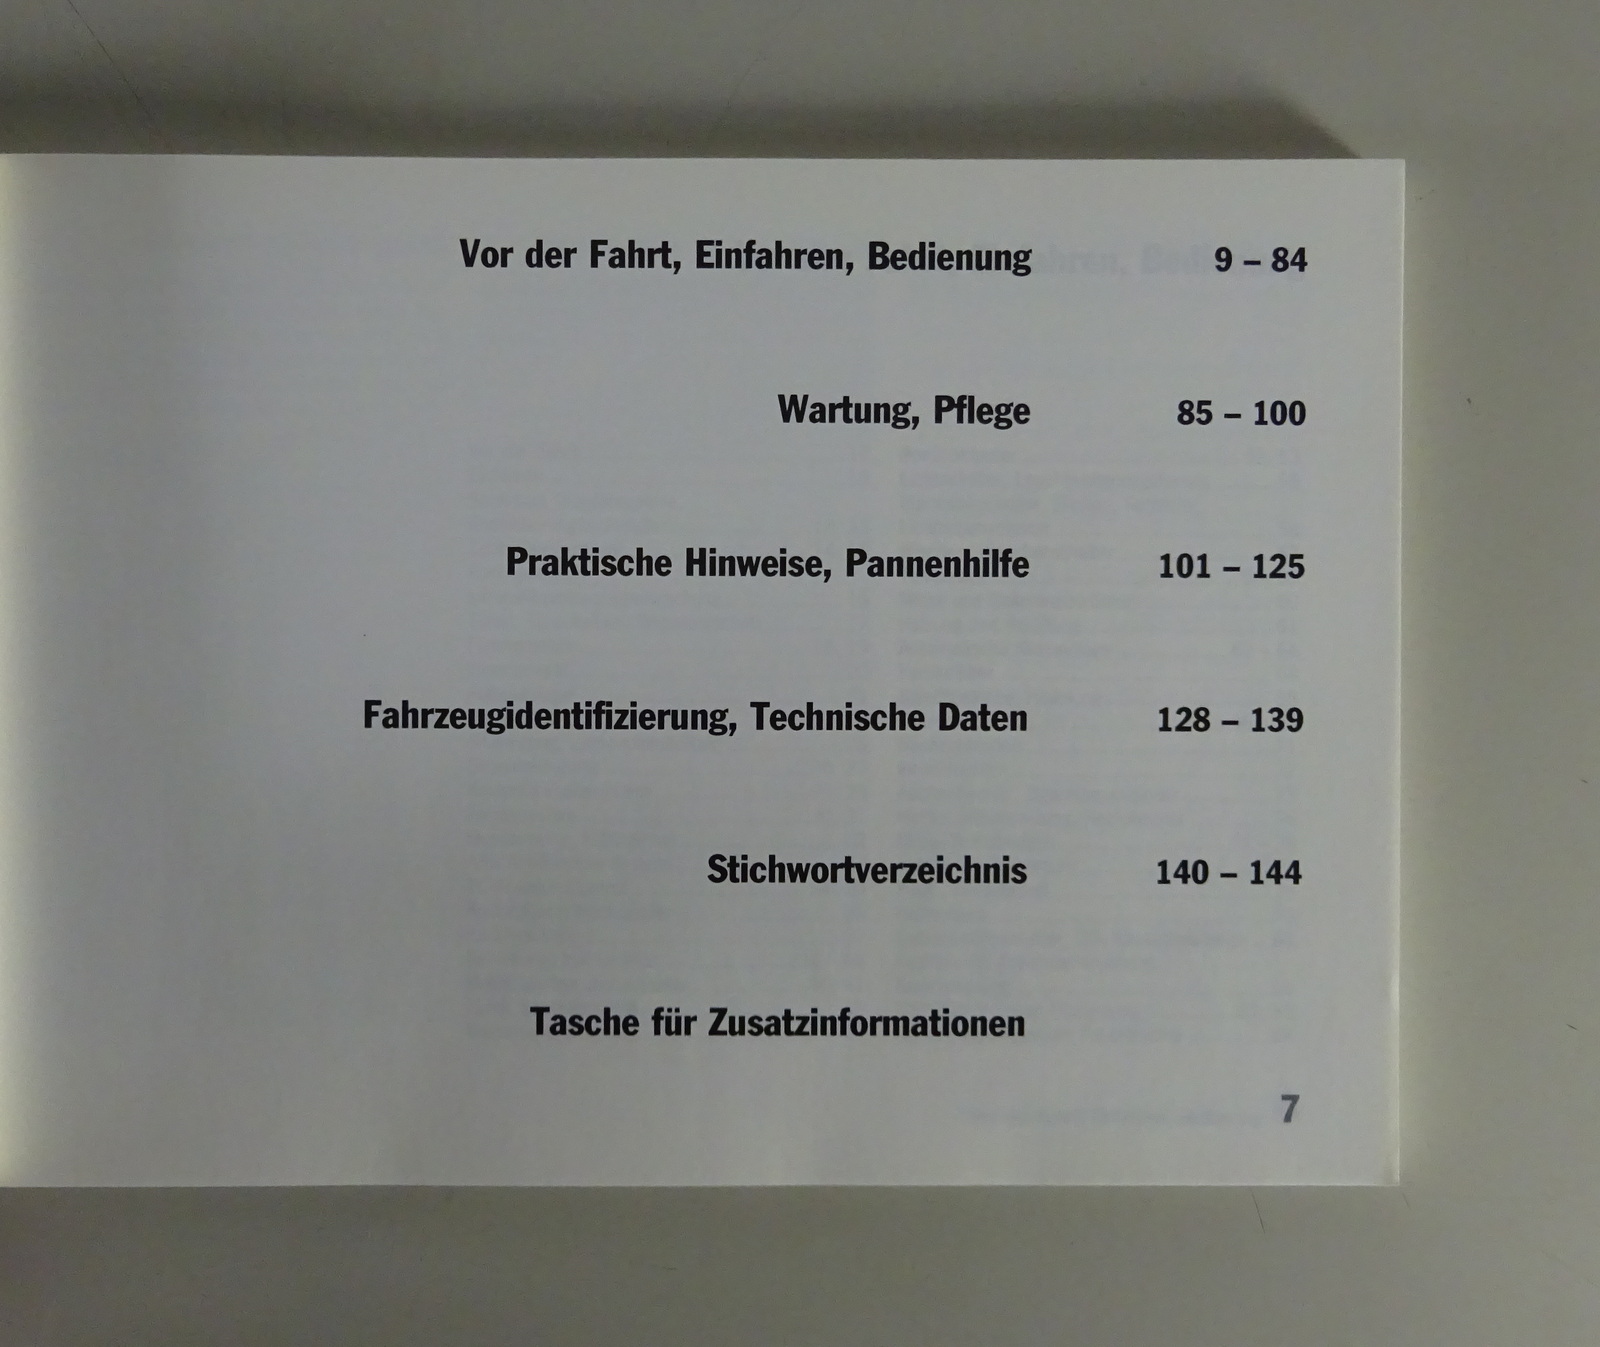 Vor der Fahrt, Einfahren, Bedienung 9 – 84
Wartung, Pflege 85 – 100
Praktische Hinweise, Pannenhilfe 101 – 125
Fahrzeugidentifizierung, Technische Daten 128 – 139
Stichwortverzeichnis 140 – 144
Tasche für Zusatzinformationen
7